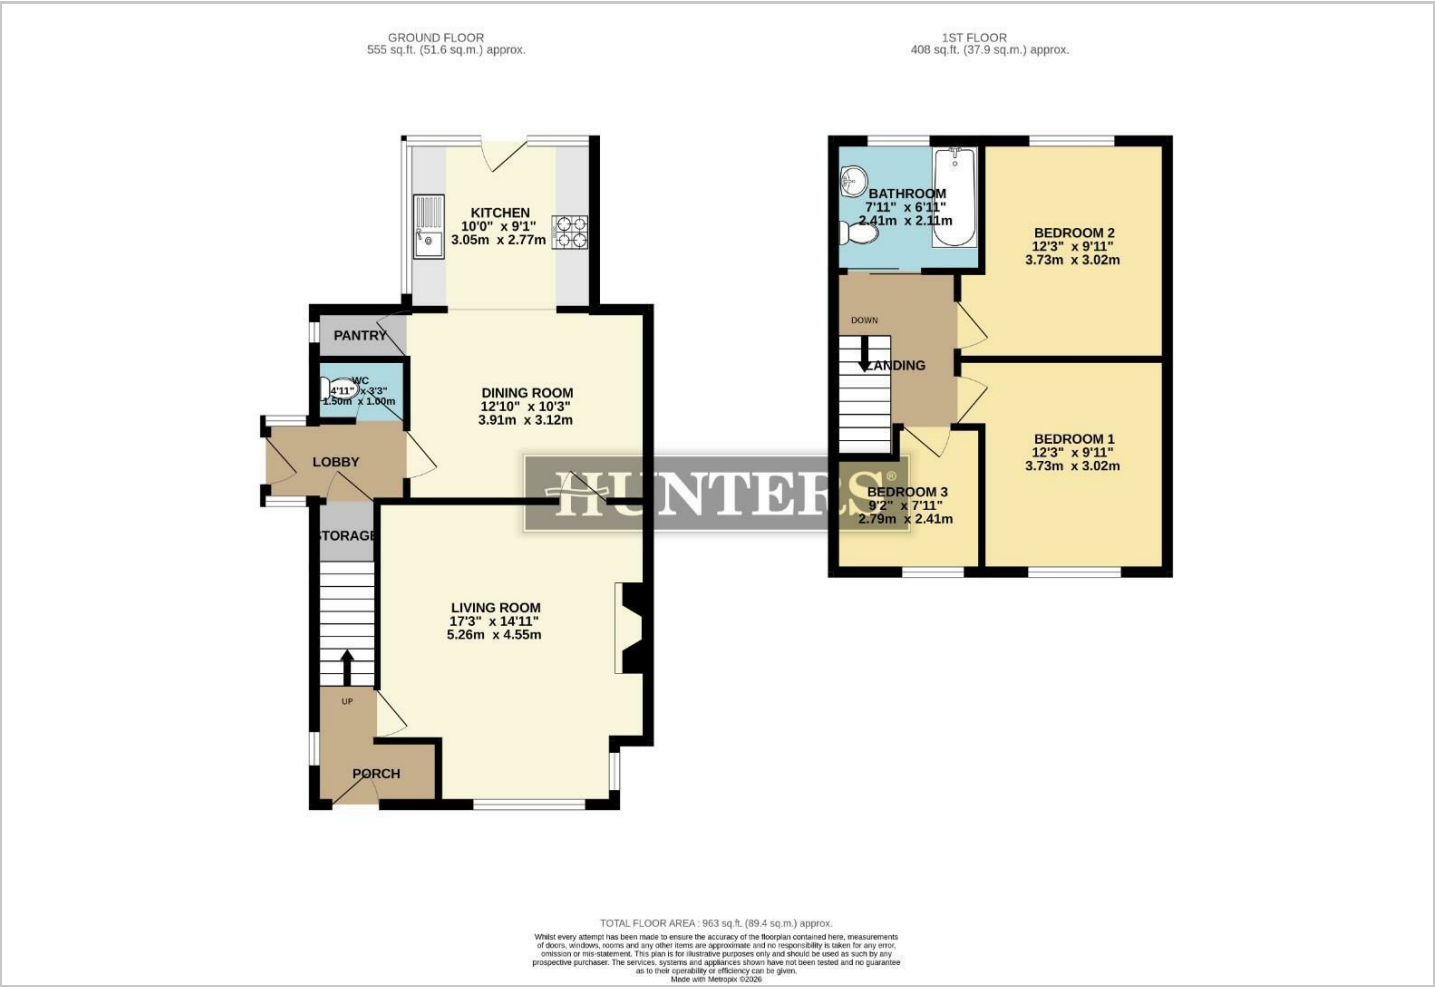 GROUND FLOOR
555 sq.ft. (51.6 sq.m.) approx.
1ST FLOOR
408 sq.ft. (37.9 sq.m.) approx.
KITCHEN
10'0" x 9'1"
3.05m x 2.77m
PANTRY
WC
4'11" x 3'3"
1.50m x 1.00m
DINING ROOM
12'10" x 10'3"
3.91m x 3.12m
LOBBY
STORAGE
LIVING ROOM
17'3" x 14'11"
5.26m x 4.55m
UP
PORCH
BATHROOM
7'11" x 6'11"
2.41m x 2.11m
BEDROOM 2
12'3" x 9'11"
3.73m x 3.02m
DOWN
LANDING
BEDROOM 1
12'3" x 9'11"
3.73m x 3.02m
BEDROOM 3
9'2" x 7'11"
2.79m x 2.41m
HUNTERS®
TOTAL FLOOR AREA : 963 sq.ft. (89.4 sq.m.) approx.
Whilst every attempt has been made to ensure the accuracy of the floorplan contained here, measurements
of doors, windows, rooms and any other items are approximate and no responsibility is taken for any error,
omission or mis-statement. This plan is for illustrative purposes only and should be used as such by any
prospective purchaser. The services, systems and appliances shown have not been tested and no guarantee
as to their operability or efficiency can be given.
Made with Metropix ©2026